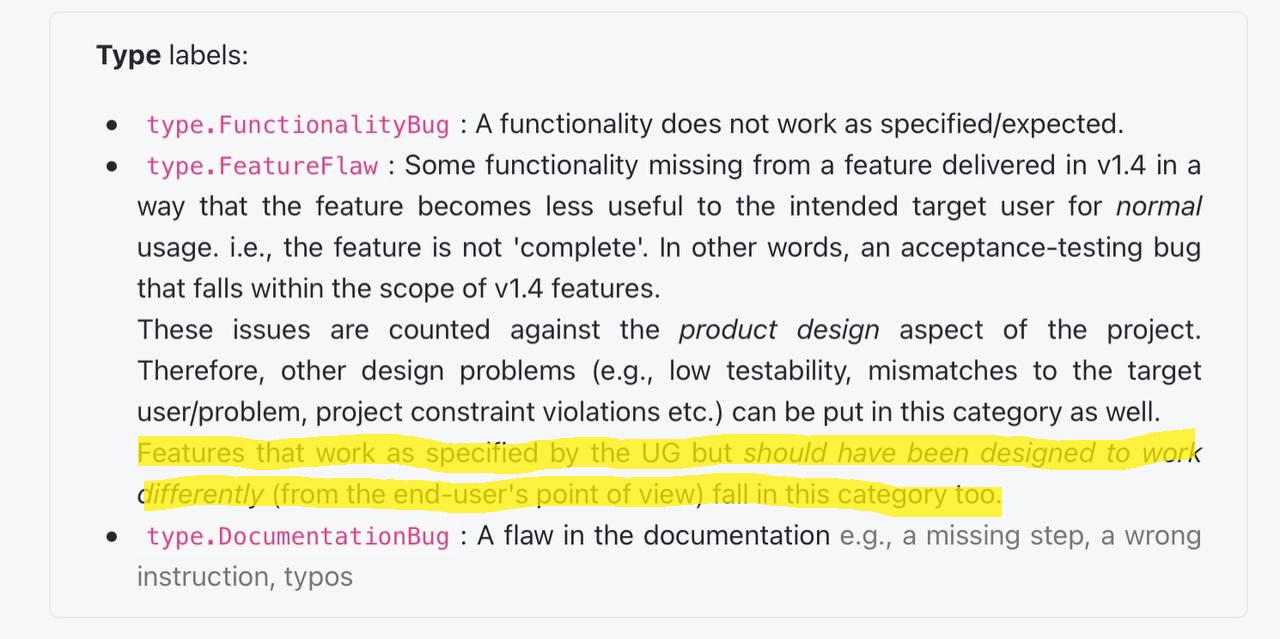 Type labels:
• type.FunctionalityBug : A functionality does not work as specified/expected.
• type.FeatureFlaw : Some functionality missing from a feature delivered in v1.4 in a
way that the feature becomes less useful to the intended target user for normal
usage. i.e., the feature is not 'complete'. In other words, an acceptance-testing bug
that falls within the scope of v1.4 features.
These issues are counted against the product design aspect of the project.
Therefore, other design problems (e.g., low testability, mismatches to the target
user/problem, project constraint violations etc.) can be put in this category as well.
Features that work as specified by the UG but should have been designed to work
differently (from the end-user's point of view) fall in this category too.
• type.DocumentationBug : A flaw in the documentation e.g., a missing step, a wrong
instruction, typos